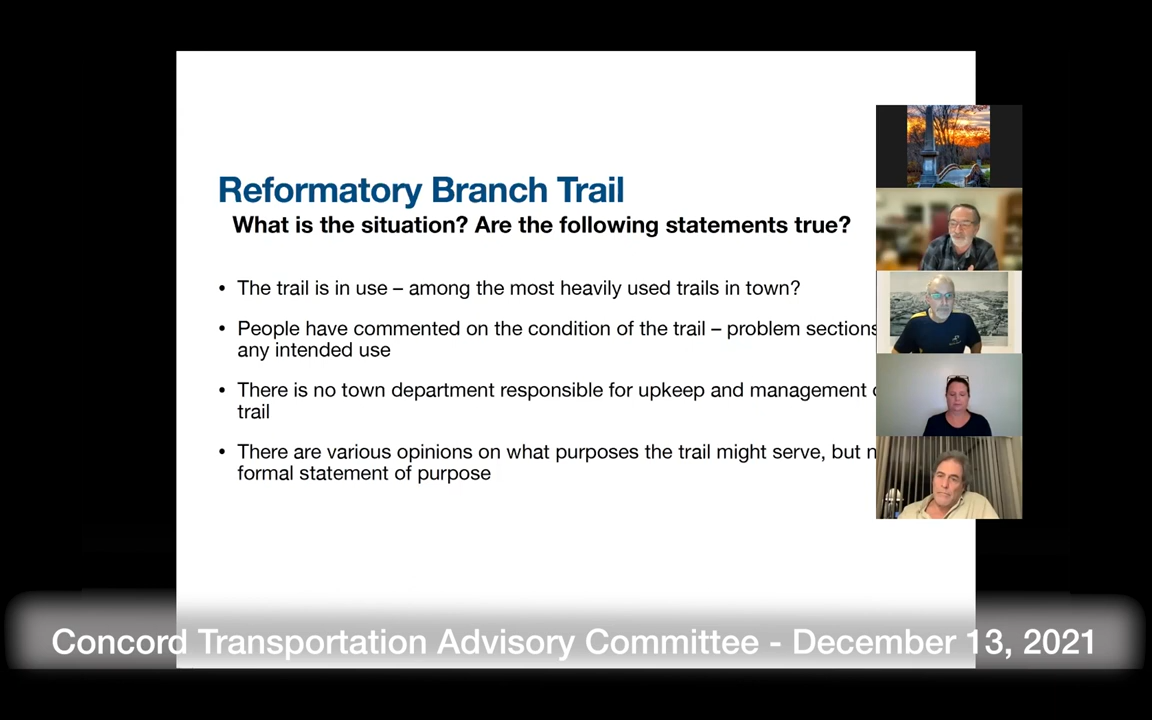 Reformatory Branch Trail
What is the situation? Are the following statements true?
• The trail is in use – among the most heavily used trails in town?
• People have commented on the condition of the trail – problem sections
any intended use
• There is no town department responsible for upkeep and management
trail
• There are various opinions on what purposes the trail might serve, but
formal statement of purpose
Concord Transportation Advisory Committee - December 13, 2021